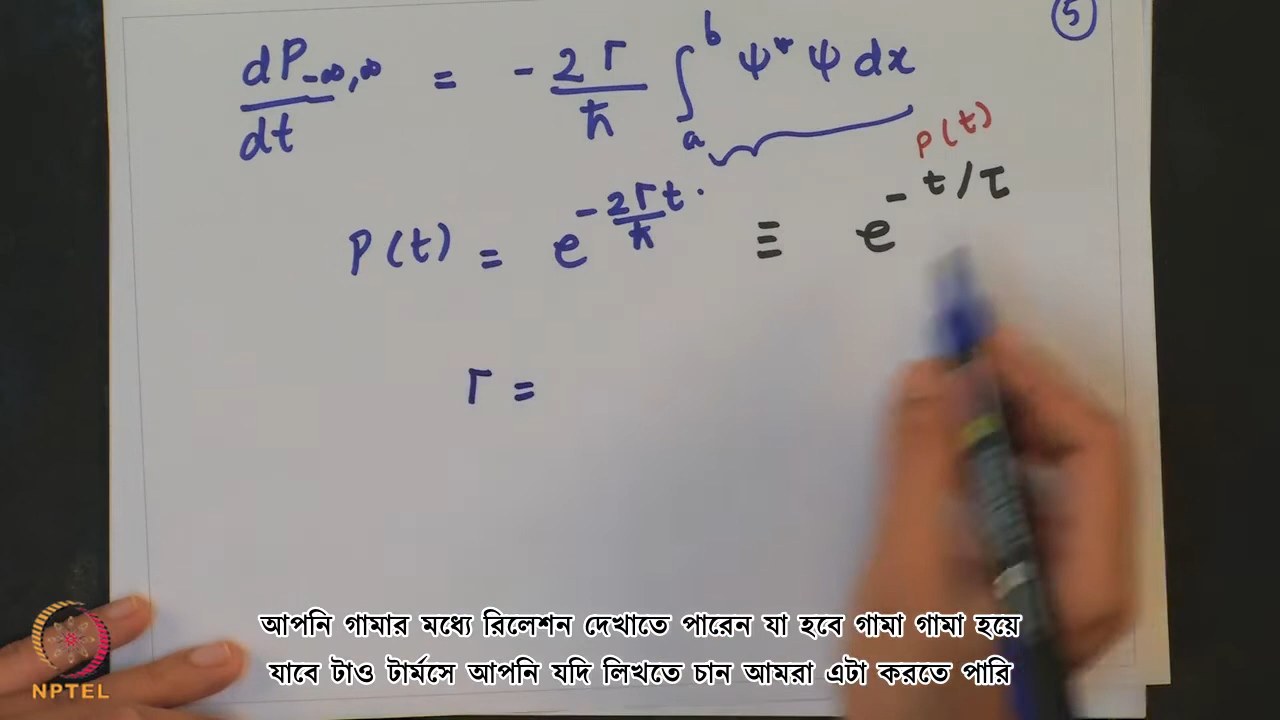 5
dP₋∞,∞/dt = - 2Γ/ħ ∫ₐᵇ ψ* ψ dx
P(t)
P(t) = e^(-2Γ/ħ t) ≡ e^(-t/τ)
Γ =
আপনি গামার মধ্যে রিলেশন দেখাতে পারেন যা হবে গামা গামা হয়ে
যাবে টাও টার্মসে আপনি যদি লিখতে চান আমরা এটা করতে পারি
NPTEL